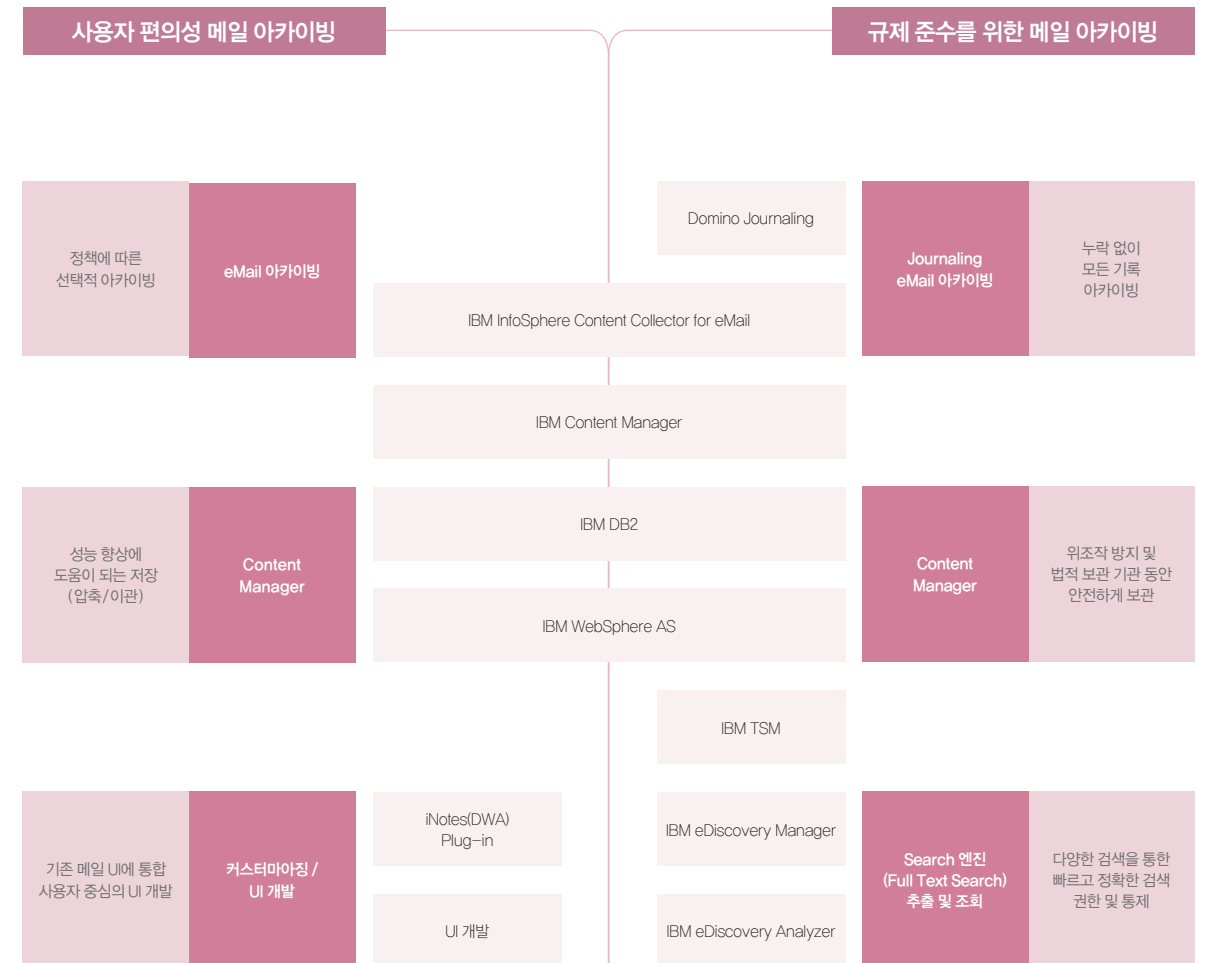 사용자 편의성 메일 아카이빙
규제 준수를 위한 메일 아카이빙
정책에 따른
선택적 아카이빙
eMail 아카이빙
Domino Journaling
IBM InfoSphere Content Collector for eMail
Journaling
eMail 아카이빙
누락 없이
모든 기록
아카이빙
IBM Content Manager
성능 향상에
도움이 되는 저장
(압축/이관)
Content
Manager
IBM DB2
IBM WebSphere AS
Content
Manager
위조작 방지 및
법적 보관 기관 동안
안전하게 보관
IBM TSM
기존 메일 UI에 통합
사용자 중심의 UI 개발
커스터마아징 /
UI 개발
iNotes(DWA)
Plug-in
UI 개발
IBM eDiscovery Manager
IBM eDiscovery Analyzer
Search 엔진
(Full Text Search)
추출 및 조회
다양한 검색을 통한
빠르고 정확한 검색
권한 및 통제